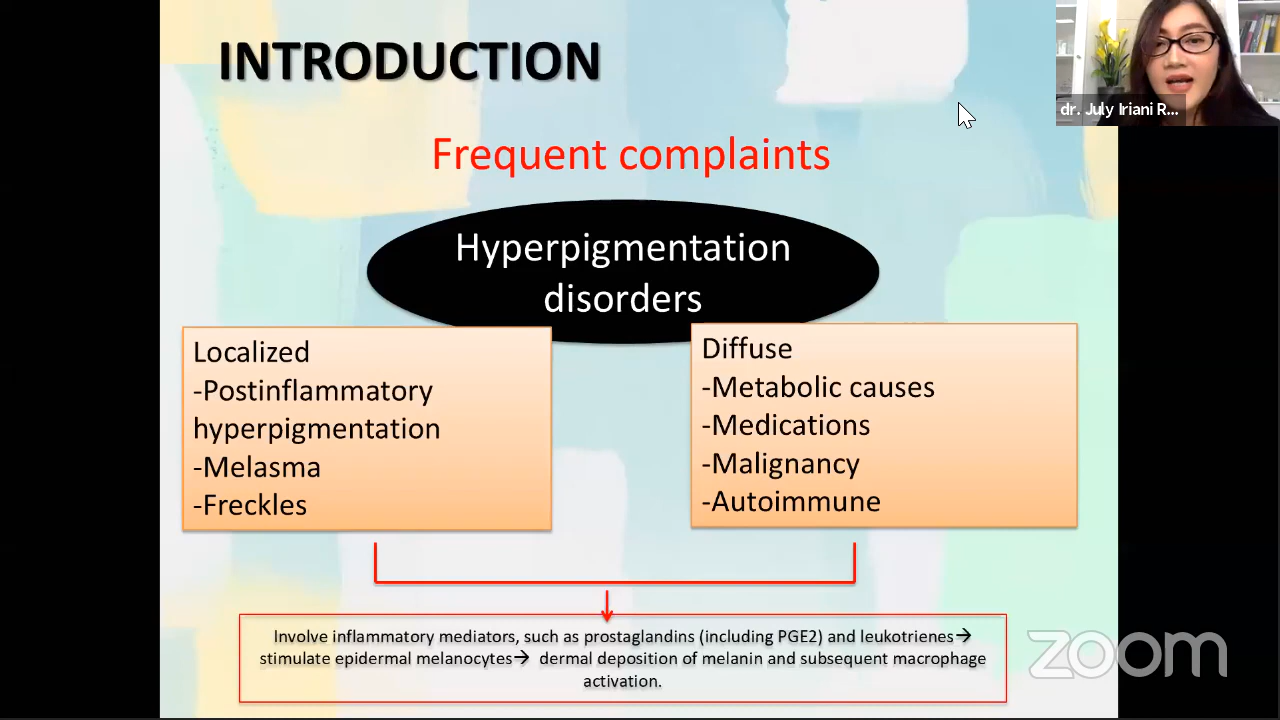 INTRODUCTION
dr. July Iriani R...
Frequent complaints
Hyperpigmentation
disorders
Localized
-Postinflammatory
hyperpigmentation
-Melasma
-Freckles
Diffuse
-Metabolic causes
-Medications
-Malignancy
-Autoimmune
Involve inflammatory mediators, such as prostaglandins (including PGE2) and leukotrienes→
stimulate epidermal melanocytes→ dermal deposition of melanin and subsequent macrophage
activation.
zoom